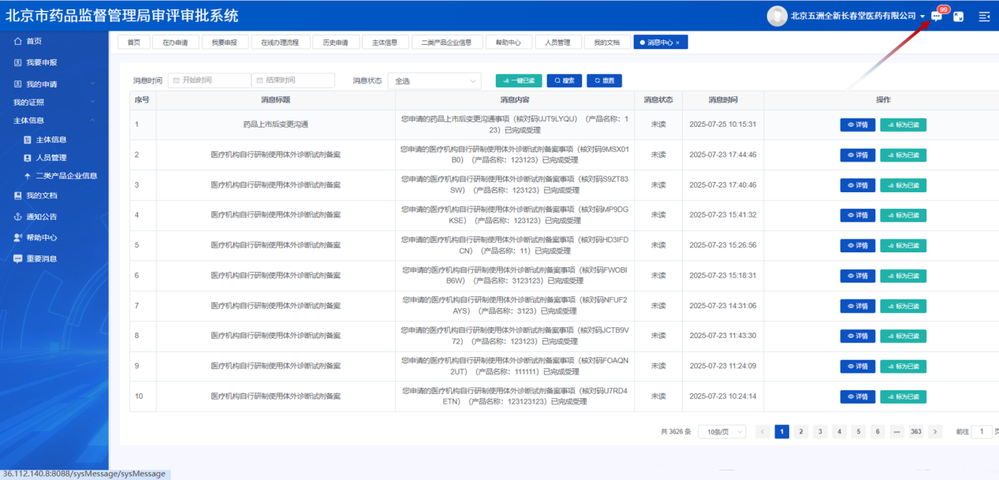 北京市药品监督管理局审评审批系统
北京五洲全新长春堂医药有限公司
99
首页
我要申报
我的申请
我的证照
主体信息
主体信息
人员管理
二类产品企业信息
我的文档
通知公告
帮助中心
重要消息
首页 在办申请 我要申报 在线办理流程 历史申请 主体信息 二类产品企业信息 帮助中心 人员管理 我的文档 消息中心 ×
消息时间 开始时间 结束时间 消息状态 全选 一键已读 搜索 重置
序号 消息标题 消息内容 消息状态 消息时间 操作
1 药品上市后变更沟通 您申请的药品上市后变更沟通事项（核对码UJT9LYQU）（产品名称：1
23）已完成受理 未读 2025-07-25 10:15:31 详情 标为已读
2 医疗机构自行研制使用体外诊断试剂备案 您申请的医疗机构自行研制使用体外诊断试剂备案事项（核对码9MSX01
B0）（产品名称：123123）已完成受理 未读 2025-07-23 17:44:46 详情 标为已读
3 医疗机构自行研制使用体外诊断试剂备案 您申请的医疗机构自行研制使用体外诊断试剂备案事项（核对码S9ZT83
SW）（产品名称：123123）已完成受理 未读 2025-07-23 17:40:46 详情 标为已读
4 医疗机构自行研制使用体外诊断试剂备案 您申请的医疗机构自行研制使用体外诊断试剂备案事项（核对码MP9DG
KSE）（产品名称：123123）已完成受理 未读 2025-07-23 15:41:32 详情 标为已读
5 医疗机构自行研制使用体外诊断试剂备案 您申请的医疗机构自行研制使用体外诊断试剂备案事项（核对码HD3IFD
CN）（产品名称：11）已完成受理 未读 2025-07-23 15:26:56 详情 标为已读
6 医疗机构自行研制使用体外诊断试剂备案 您申请的医疗机构自行研制使用体外诊断试剂备案事项（核对码FWOBI
B6W）（产品名称：3123123）已完成受理 未读 2025-07-23 15:18:31 详情 标为已读
7 医疗机构自行研制使用体外诊断试剂备案 您申请的医疗机构自行研制使用体外诊断试剂备案事项（核对码NFUF2
AYS）（产品名称：3123）已完成受理 未读 2025-07-23 14:31:06 详情 标为已读
8 医疗机构自行研制使用体外诊断试剂备案 您申请的医疗机构自行研制使用体外诊断试剂备案事项（核对码JCTB9V
72）（产品名称：123123）已完成受理 未读 2025-07-23 11:43:30 详情 标为已读
9 医疗机构自行研制使用体外诊断试剂备案 您申请的医疗机构自行研制使用体外诊断试剂备案事项（核对码FOAQN
2UT）（产品名称：111111）已完成受理 未读 2025-07-23 11:24:09 详情 标为已读
10 医疗机构自行研制使用体外诊断试剂备案 您申请的医疗机构自行研制使用体外诊断试剂备案事项（核对码U7RD4
ETN）（产品名称：123123123）已完成受理 未读 2025-07-23 10:24:14 详情 标为已读
共 3626 条 10条/页 1 2 3 4 5 6 ••• 363 前往 1 页
36.112.140.8:8088/sysMessage/sysMessage